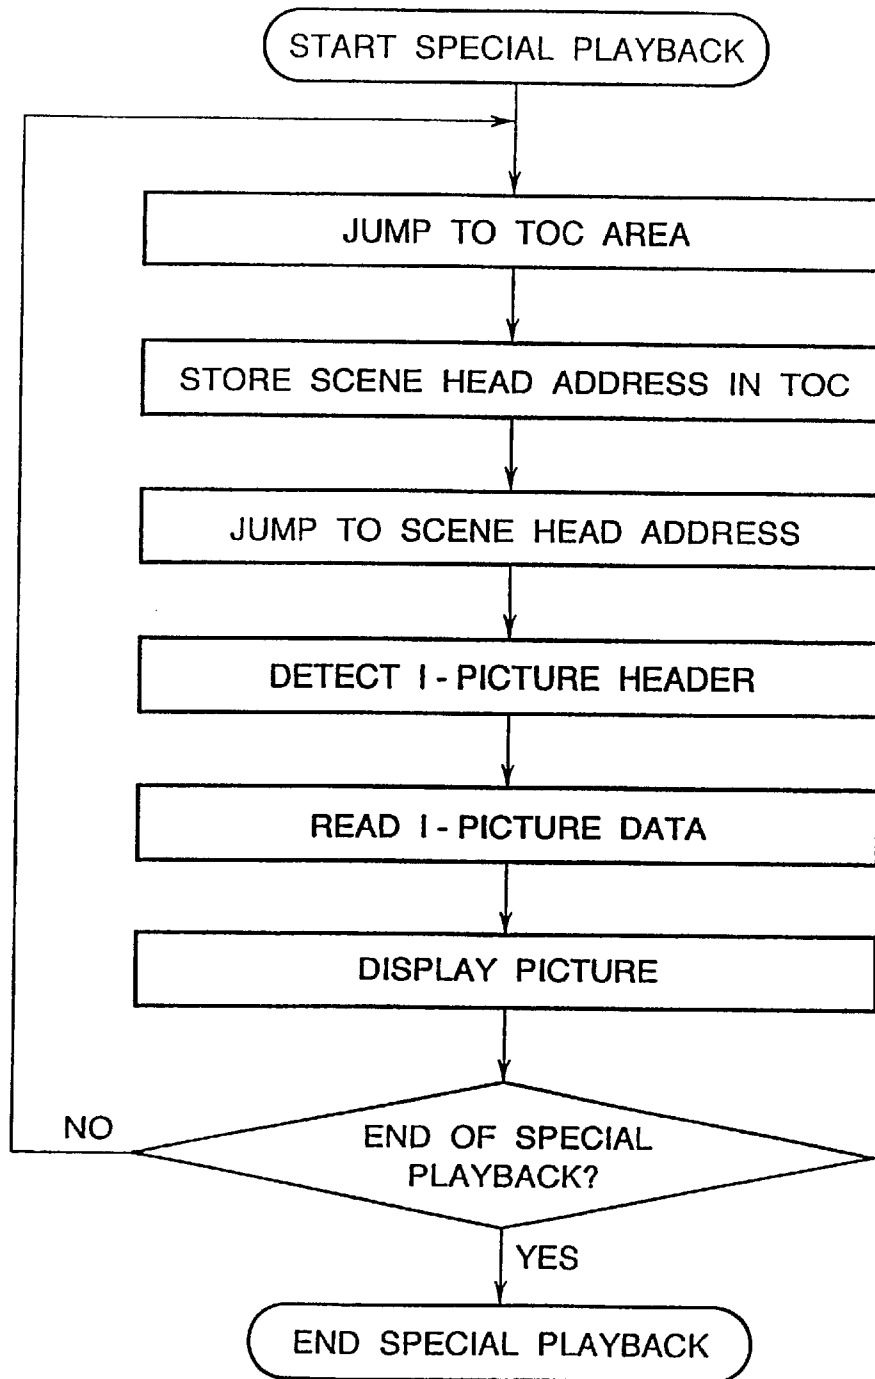 START SPECIAL PLAYBACK
JUMP TO TOC AREA
STORE SCENE HEAD ADDRESS IN TOC
JUMP TO SCENE HEAD ADDRESS
DETECT I-PICTURE HEADER
READ I-PICTURE DATA
DISPLAY PICTURE
NO
END OF SPECIAL
PLAYBACK?
YES
END SPECIAL PLAYBACK